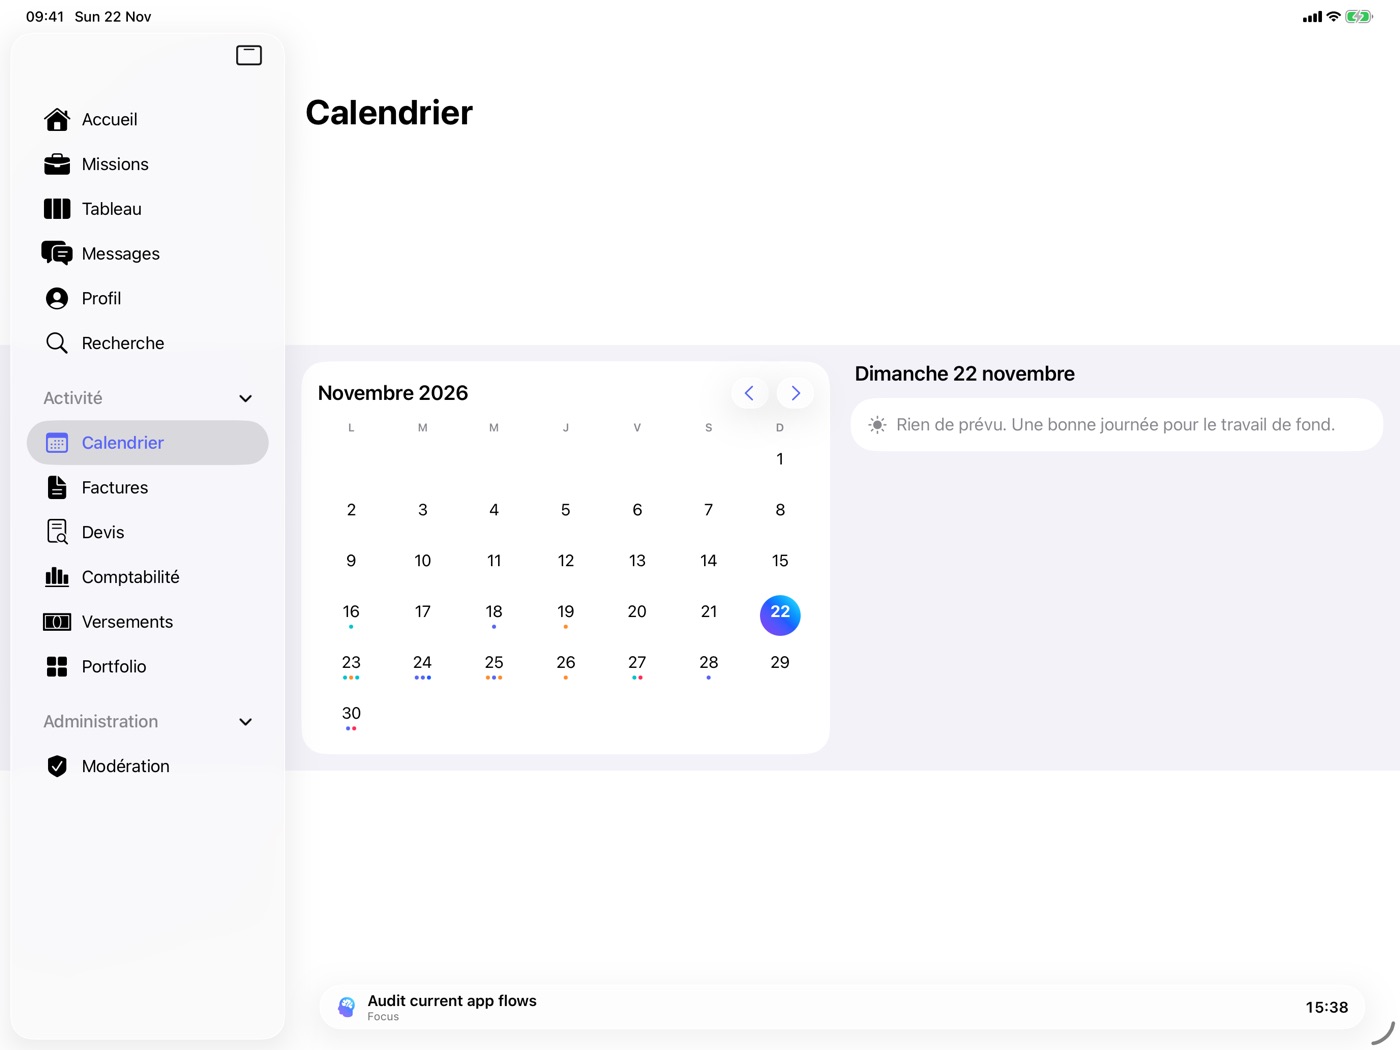 09:41 Sun 22 Nov
Accueil
Missions
Tableau
Messages
Profil
Recherche
Activité
Calendrier
Factures
Devis
Comptabilité
Versements
Portfolio
Administration
Modération
Calendrier
Novembre 2026
L M M J V S D
1
2 3 4 5 6 7 8
9 10 11 12 13 14 15
16 17 18 19 20 21 22
23 24 25 26 27 28 29
30
Dimanche 22 novembre
Rien de prévu. Une bonne journée pour le travail de fond.
Audit current app flows
Focus
15:38